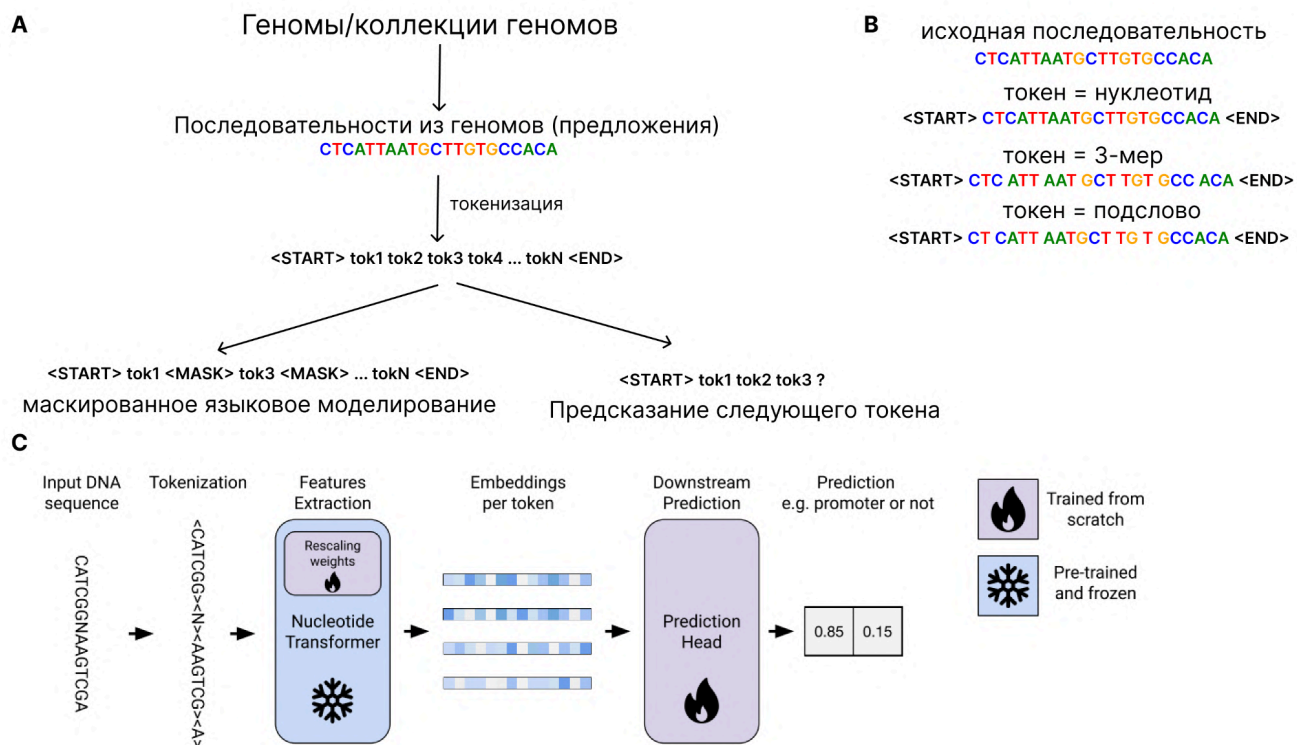 A
Геномы/коллекции геномов
Последовательности из геномов (предложения)
CTCATTAATGCTTGTGCCACA
токенизация
<START> tok1 tok2 tok3 tok4 ... tokN <END>
<START> tok1 <MASK> tok3 <MASK> ... tokN <END>
маскированное языковое моделирование
<START> tok1 tok2 tok3 ?
Предсказание следующего токена
B
исходная последовательность
CTCATTAATGCTTGTGCCACA
токен = нуклеотид
<START> CTCATTAATGCTTGTGCCACA <END>
токен = 3-мер
<START> CTC ATT AAT GCT TGT GCC ACA <END>
токен = подслово
<START> CT CATT AATGCT TG T GCCACA <END>
C
Input DNA
sequence
CATCGGNAAGTCGA
Tokenization
<CATCGG><N><AAGTCG><A>
Features
Extraction
Rescaling
weights
Nucleotide
Transformer
Embeddings
per token
Downstream
Prediction
Prediction
Head
Prediction
e.g. promoter or not
0.85 0.15
Trained from
scratch
Pre-trained
and frozen